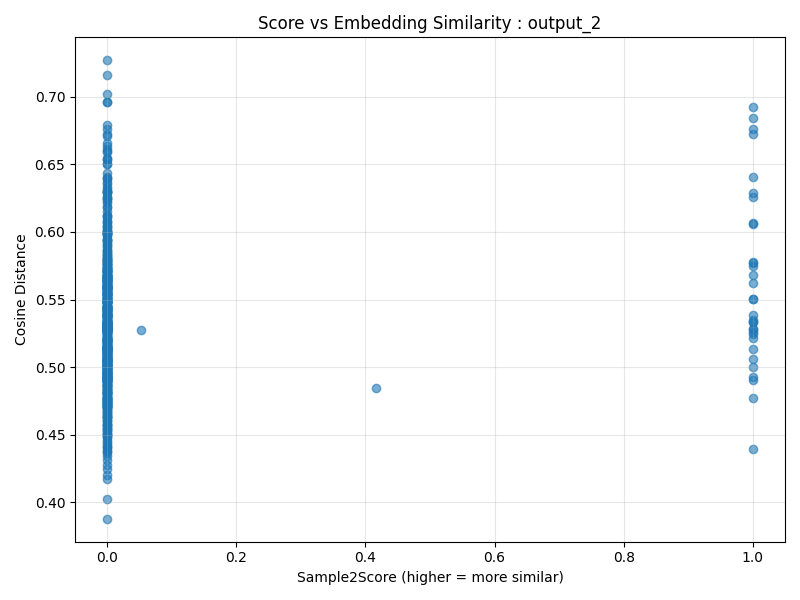 Score vs Embedding Similarity : output_2
Cosine Distance
0.70
0.65
0.60
0.55
0.50
0.45
0.40
0.0 0.2 0.4 0.6 0.8 1.0
Sample2Score (higher = more similar)